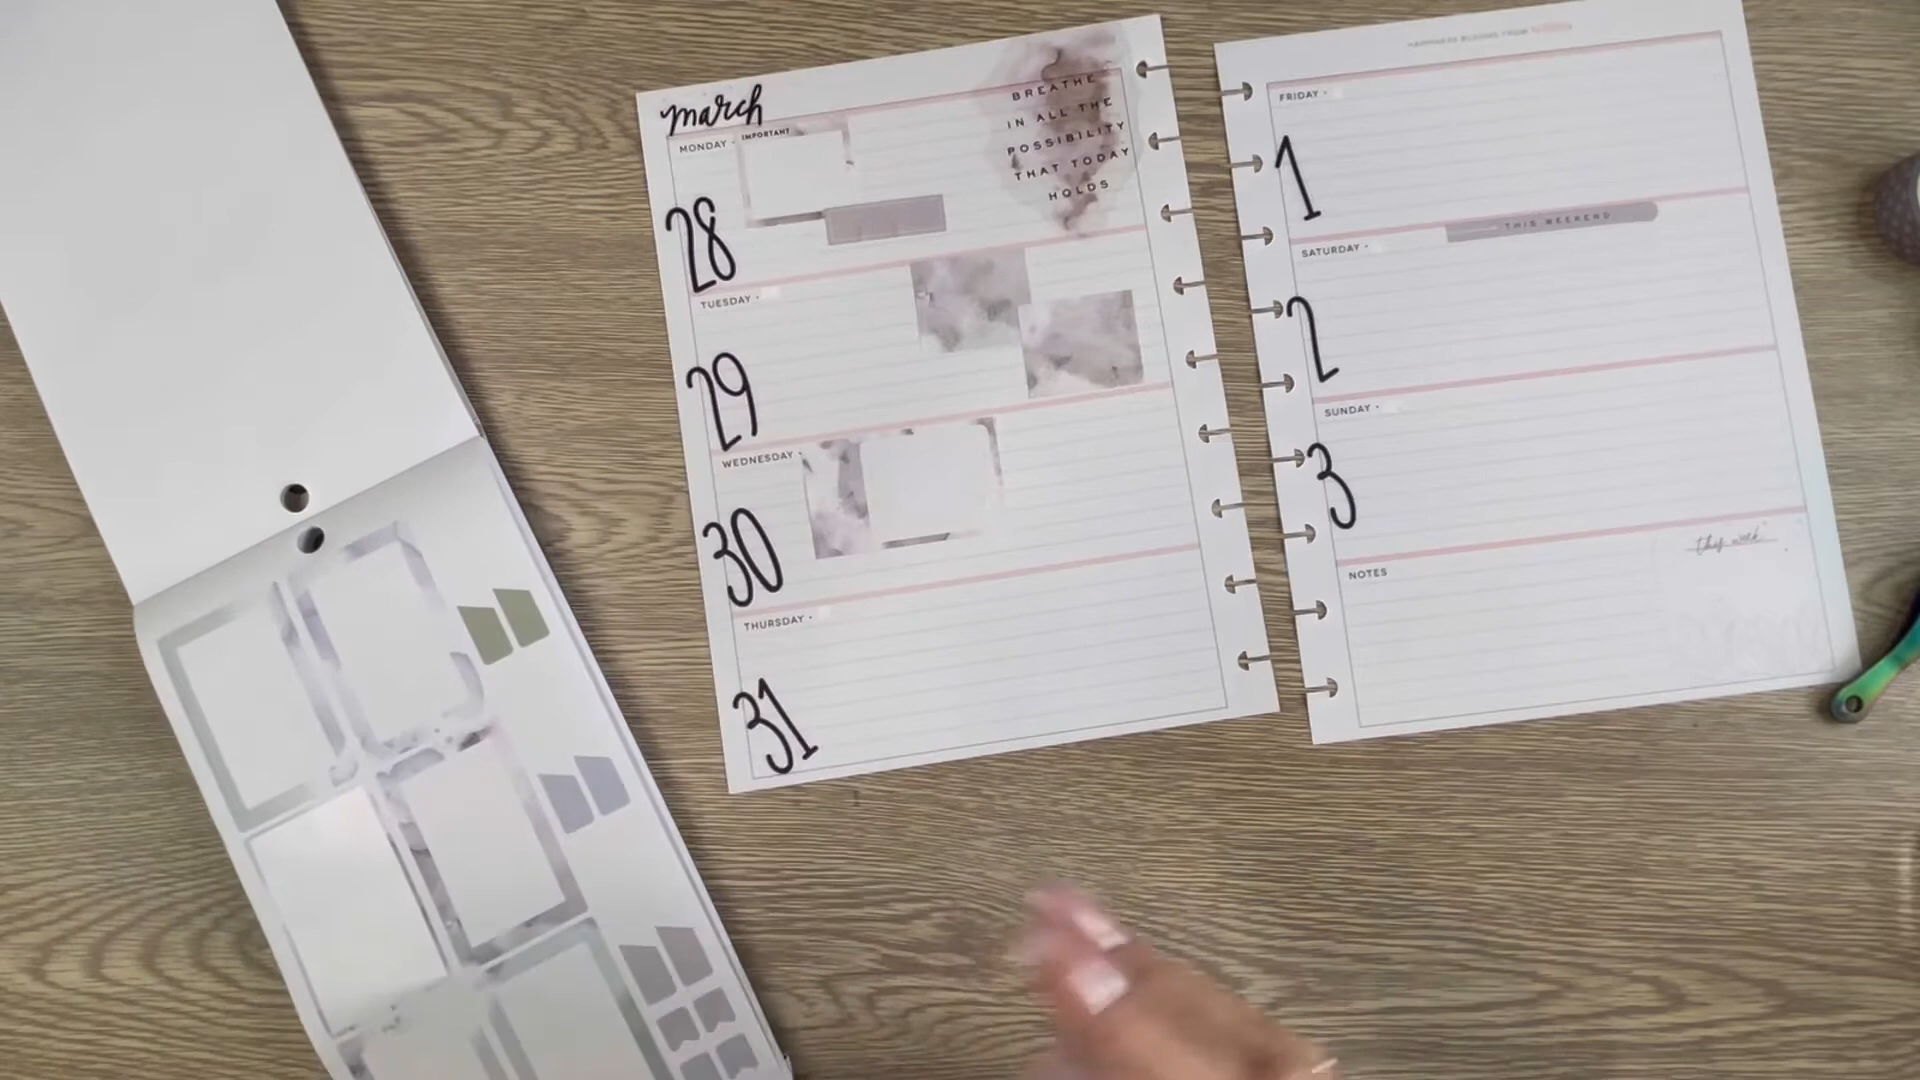 march
MONDAY ·
IMPORTANT
BREATHE
IN ALL THE
POSSIBILITY
THAT TODAY
HOLDS
28
TUESDAY ·
29
WEDNESDAY ·
30
THURSDAY ·
31
FRIDAY ·
1
THIS WEEKEND
SATURDAY ·
2
SUNDAY ·
3
this week
NOTES